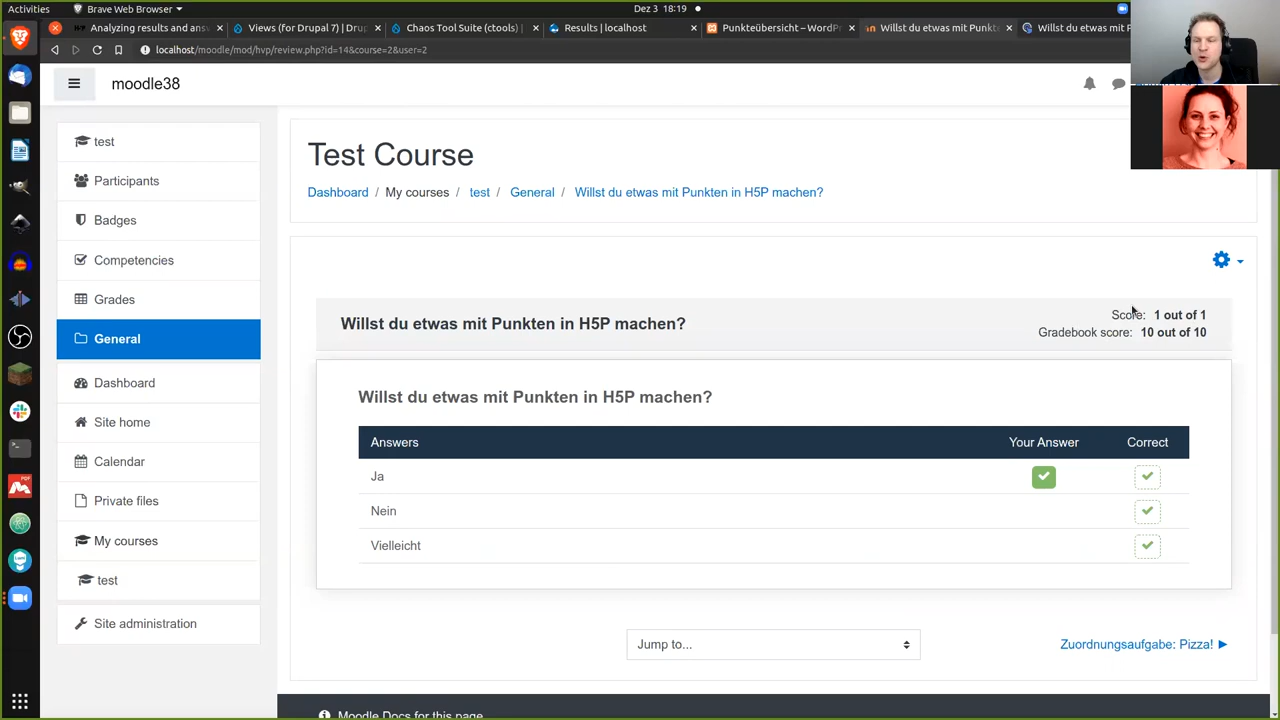 Activities
Brave Web Browser
Dez 3 18:19
Analyzing results and answ
Views (for Drupal 7) | Drup
Chaos Tool Suite (ctools) |
Results | localhost
Punkteübersicht – WordPr
Willst du etwas mit Punkte
Willst du etwas mit P
localhost/moodle/mod/hvp/review.php?id=14&course=2&user=2
moodle38
test
Participants
Badges
Competencies
Grades
General
Dashboard
Site home
Calendar
Private files
My courses
test
Site administration
Test Course
Dashboard / My courses / test / General / Willst du etwas mit Punkten in H5P machen?
Willst du etwas mit Punkten in H5P machen?
Score: 1 out of 1
Gradebook score: 10 out of 10
Willst du etwas mit Punkten in H5P machen?
Answers Your Answer Correct
Ja
Nein
Vielleicht
Jump to...
Zuordnungsaufgabe: Pizza! ▶
Moodle Docs for this page